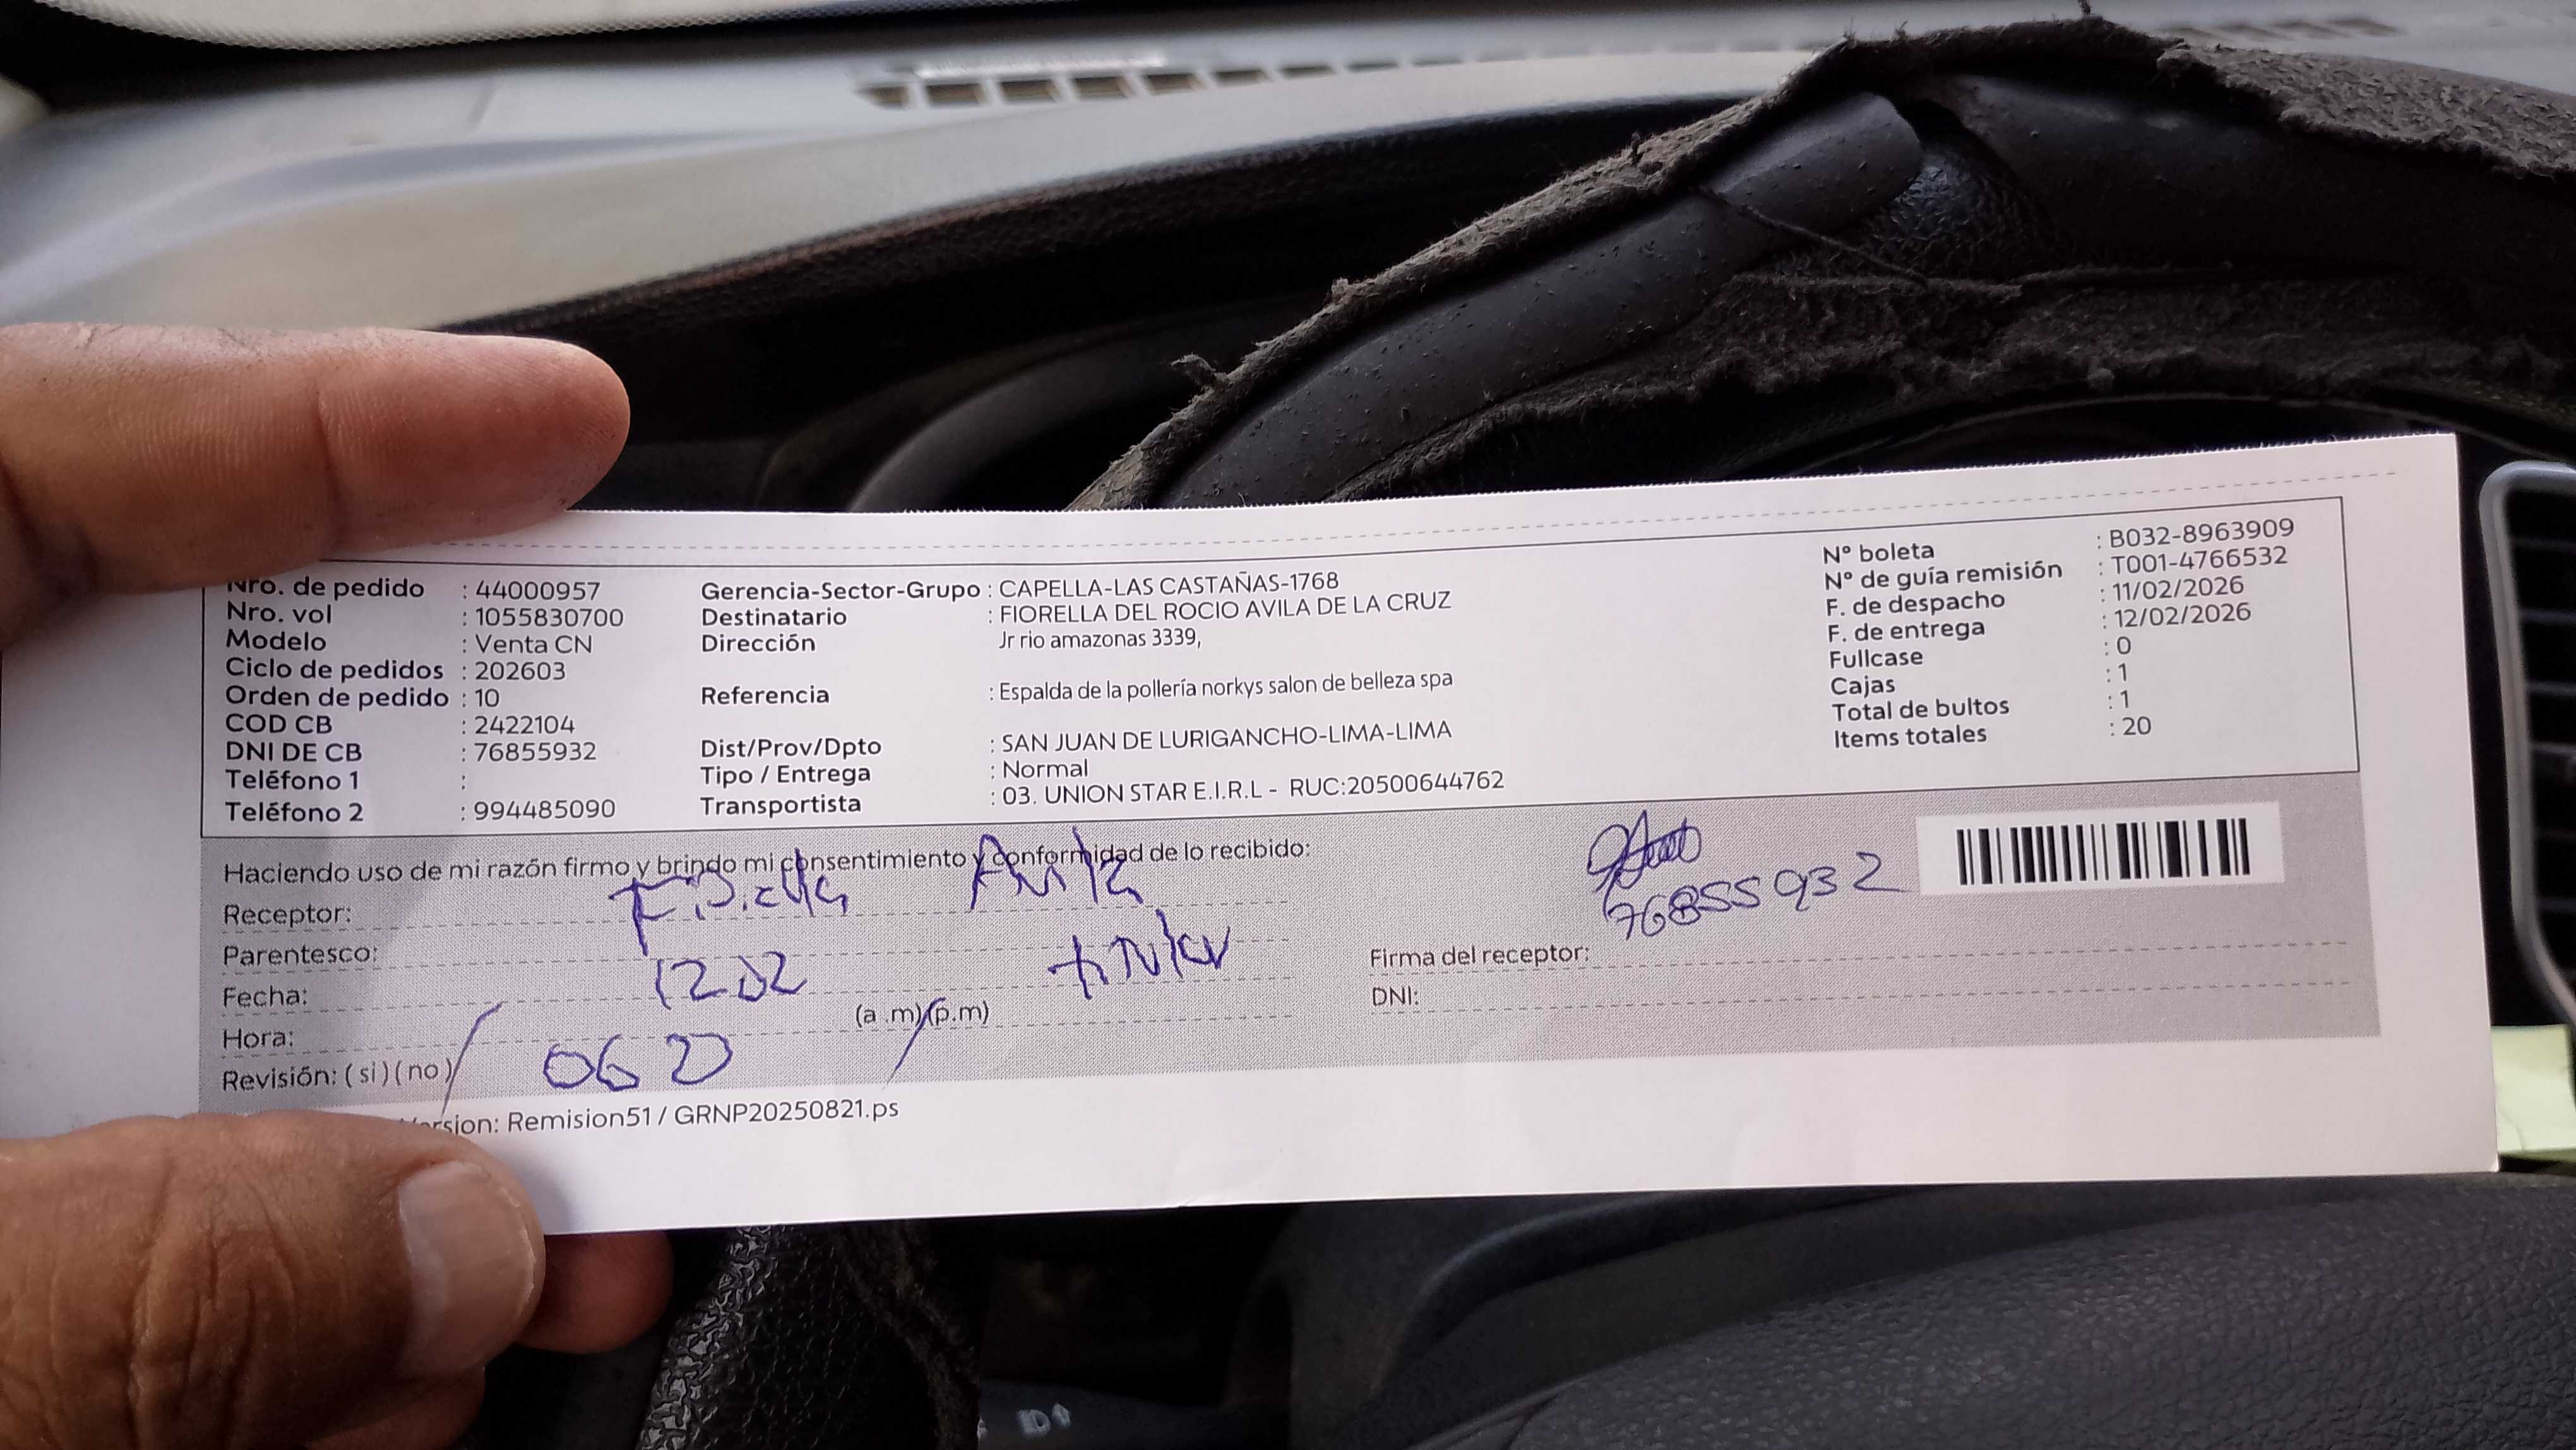 Nro. de pedido : 44000957
Nro. vol : 1055830700
Modelo : Venta CN
Ciclo de pedidos : 202603
Orden de pedido : 10
COD CB : 2422104
DNI DE CB : 76855932
Teléfono 1 :
Teléfono 2 : 994485090
Gerencia-Sector-Grupo : CAPELLA-LAS CASTAÑAS-1768
Destinatario : FIORELLA DEL ROCIO AVILA DE LA CRUZ
Dirección Jr rio amazonas 3339,
Referencia : Espalda de la pollería norkys salon de belleza spa
Dist/Prov/Dpto : SAN JUAN DE LURIGANCHO-LIMA-LIMA
Tipo / Entrega : Normal
Transportista : 03. UNION STAR E.I.R.L - RUC:20500644762
N° boleta : B032-8963909
N° de guía remisión : T001-4766532
F. de despacho : 11/02/2026
F. de entrega : 12/02/2026
Fullcase : 0
Cajas : 1
Total de bultos : 1
Items totales : 20
Haciendo uso de mi razón firmo y brindo mi consentimiento y conformidad de lo recibido:
Receptor:
Parentesco: titular
Fecha: 12 02
Hora: (a .m)/(p.m)
Revisión: (si)(no)
76855932
Firma del receptor:
DNI:
Version: Remision51 / GRNP20250821.ps